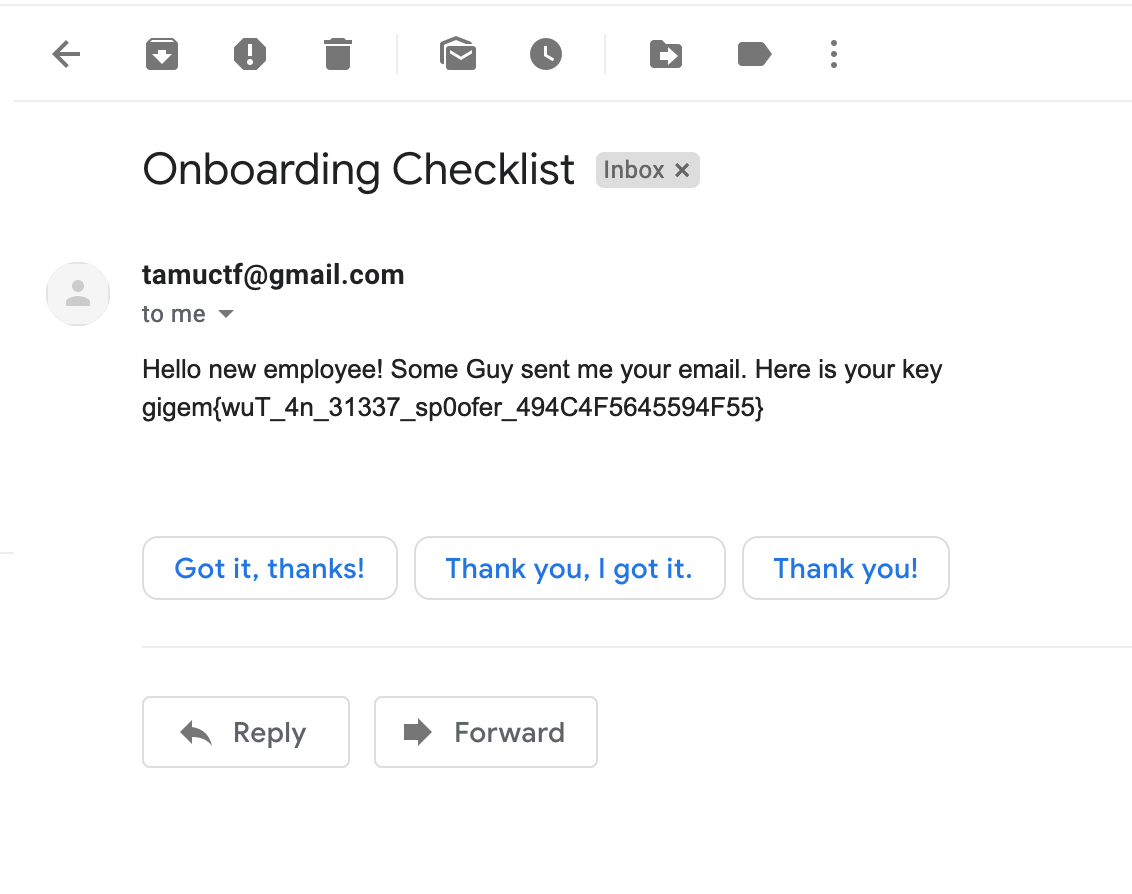 Onboarding Checklist Inbox ×
tamuctf@gmail.com
to me
Hello new employee! Some Guy sent me your email. Here is your key
gigem{wuT_4n_31337_sp0ofer_494C4F5645594F55}
Got it, thanks! Thank you, I got it. Thank you!
Reply Forward